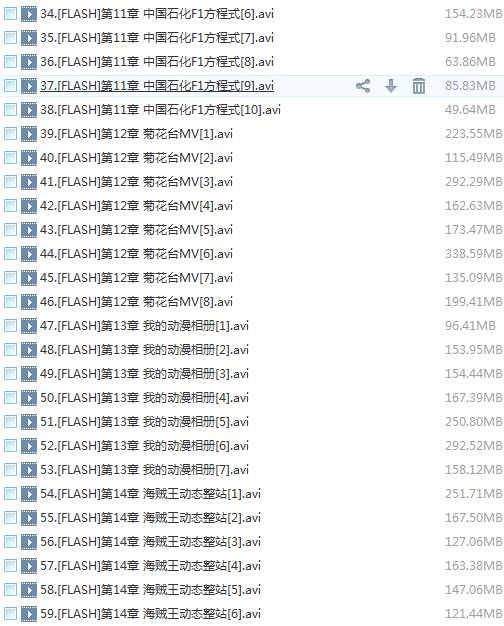 34.[FLASH]第11章 中国石化F1方程式[6].avi 154.23MB
35.[FLASH]第11章 中国石化F1方程式[7].avi 91.96MB
36.[FLASH]第11章 中国石化F1方程式[8].avi 63.86MB
37.[FLASH]第11章 中国石化F1方程式[9].avi 85.83MB
38.[FLASH]第11章 中国石化F1方程式[10].avi 49.64MB
39.[FLASH]第12章 菊花台MV[1].avi 223.55MB
40.[FLASH]第12章 菊花台MV[2].avi 115.49MB
41.[FLASH]第12章 菊花台MV[3].avi 292.29MB
42.[FLASH]第12章 菊花台MV[4].avi 162.63MB
43.[FLASH]第12章 菊花台MV[5].avi 173.47MB
44.[FLASH]第12章 菊花台MV[6].avi 338.59MB
45.[FLASH]第12章 菊花台MV[7].avi 135.09MB
46.[FLASH]第12章 菊花台MV[8].avi 199.41MB
47.[FLASH]第13章 我的动漫相册[1].avi 96.41MB
48.[FLASH]第13章 我的动漫相册[2].avi 153.95MB
49.[FLASH]第13章 我的动漫相册[3].avi 154.44MB
50.[FLASH]第13章 我的动漫相册[4].avi 167.39MB
51.[FLASH]第13章 我的动漫相册[5].avi 250.80MB
52.[FLASH]第13章 我的动漫相册[6].avi 292.52MB
53.[FLASH]第13章 我的动漫相册[7].avi 158.12MB
54.[FLASH]第14章 海贼王动态整站[1].avi 251.71MB
55.[FLASH]第14章 海贼王动态整站[2].avi 167.50MB
56.[FLASH]第14章 海贼王动态整站[3].avi 127.06MB
57.[FLASH]第14章 海贼王动态整站[4].avi 163.38MB
58.[FLASH]第14章 海贼王动态整站[5].avi 147.06MB
59.[FLASH]第14章 海贼王动态整站[6].avi 121.44MB